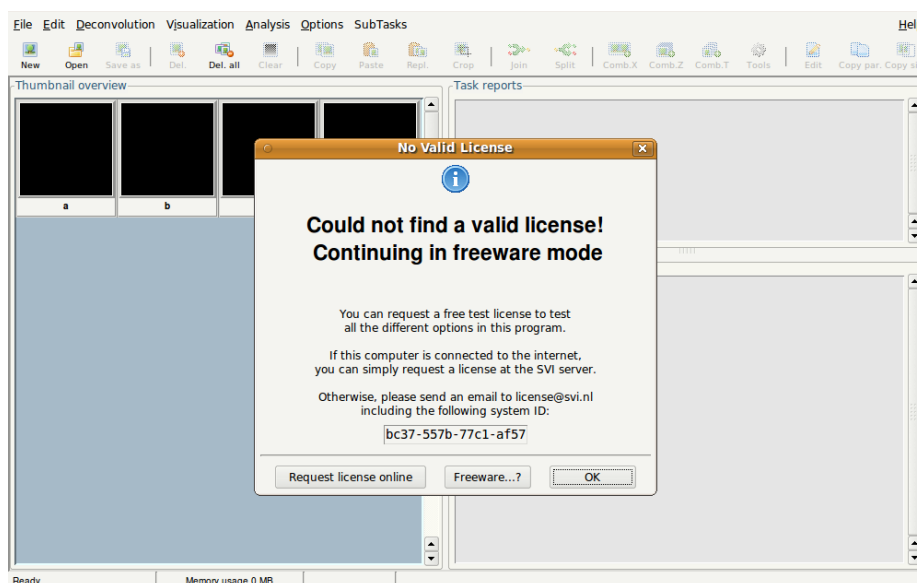 File Edit Deconvolution Visualization Analysis Options SubTasks
New Open Save as Del. Del. all Clear Copy Paste Repl. Crop Join Split Comb.X Comb.Z Comb.T Tools Edit Copy par.
Thumbnail overview
Task reports
a b
No Valid License
Could not find a valid license!
Continuing in freeware mode
You can request a free test license to test
all the different options in this program.
If this computer is connected to the internet,
you can simply request a license at the SVI server.
Otherwise, please send an email to license@svi.nl
including the following system ID:
bc37-557b-77c1-af57
Request license online Freeware...? OK
Ready Memory usage 0 MB